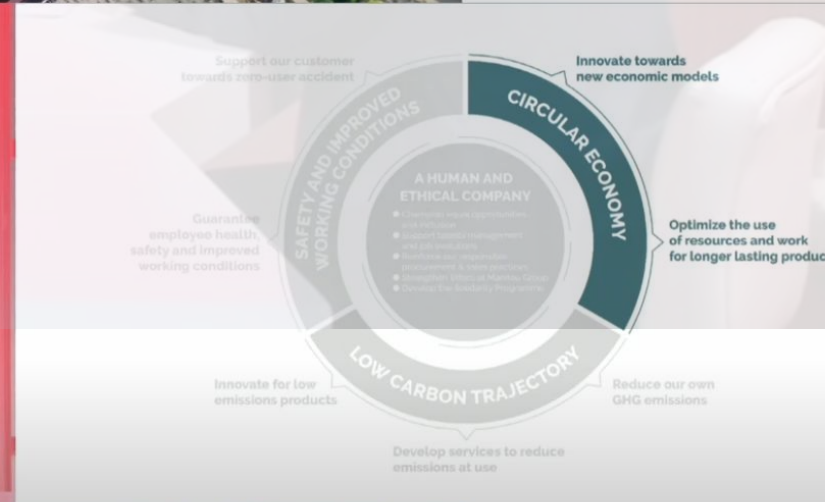 Support our customer
towards zero-user accident
Innovate towards
new economic models
SAFETY AND IMPROVED
WORKING CONDITIONS
CIRCULAR ECONOMY
A HUMAN AND
ETHICAL COMPANY
Guarantee
employee health,
safety and improved
working conditions
Optimize the use
of resources and work
for longer lasting produc
LOW CARBON TRAJECTORY
Innovate for low
emissions products
Reduce our own
GHG emissions
Develop services to reduce
emissions at use